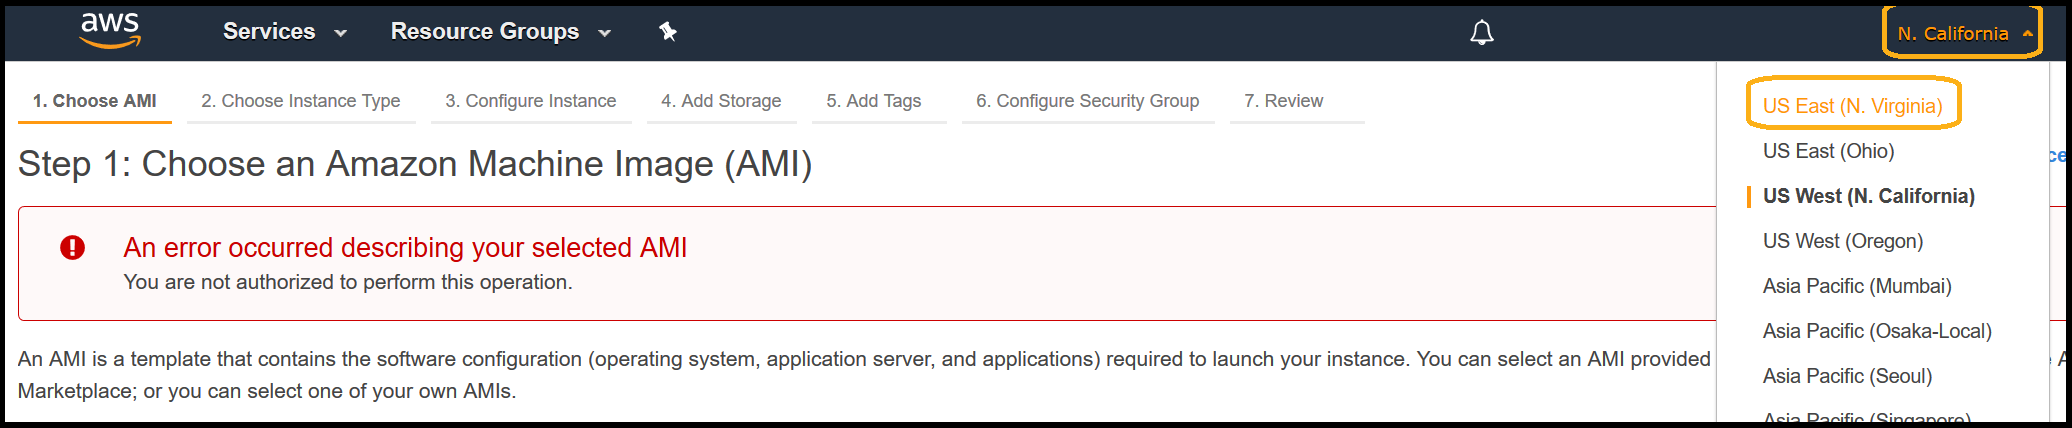 aws Services Resource Groups N. California
1. Choose AMI 2. Choose Instance Type 3. Configure Instance 4. Add Storage 5. Add Tags 6. Configure Security Group 7. Review
Step 1: Choose an Amazon Machine Image (AMI)
An error occurred describing your selected AMI
You are not authorized to perform this operation.
An AMI is a template that contains the software configuration (operating system, application server, and applications) required to launch your instance. You can select an AMI provided
Marketplace; or you can select one of your own AMIs.
US East (N. Virginia)
US East (Ohio)
US West (N. California)
US West (Oregon)
Asia Pacific (Mumbai)
Asia Pacific (Osaka-Local)
Asia Pacific (Seoul)
Asia Pacific (Singapore)